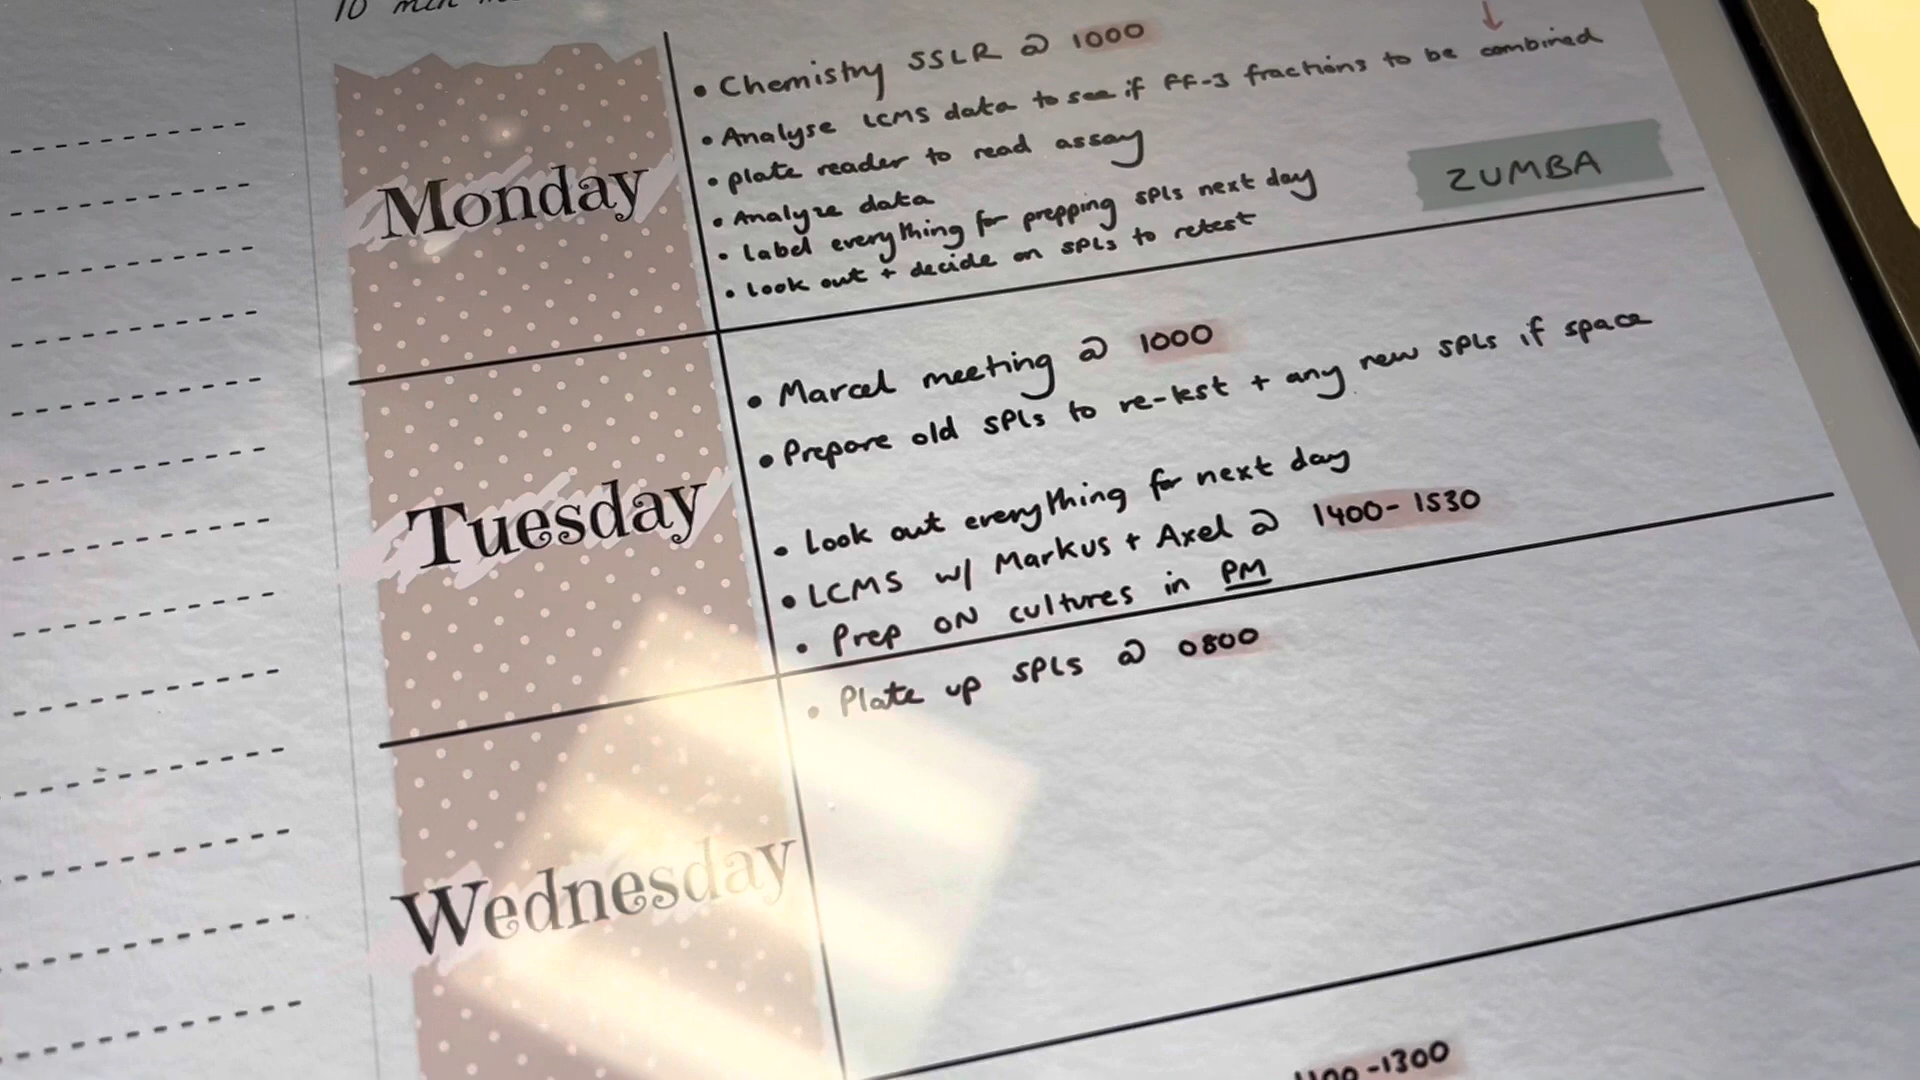 10 min
Monday
• Chemistry SSLR @ 1000
• Analyse LCMS data to see if FF-3 fractions to be combined
• plate reader to read assay
• Analyze data
• label everything for prepping SPLs next day
• Look out + decide on SPLs to retest
ZUMBA
Tuesday
• Marcel meeting @ 1000
• Prepare old SPLs to re-test + any new SPLs if space
• Look out everything for next day
• LCMS w/ Markus + Axel @ 1400-1530
• Prep ON cultures in PM
Wednesday
• Plate up SPLs @ 0800
-1300